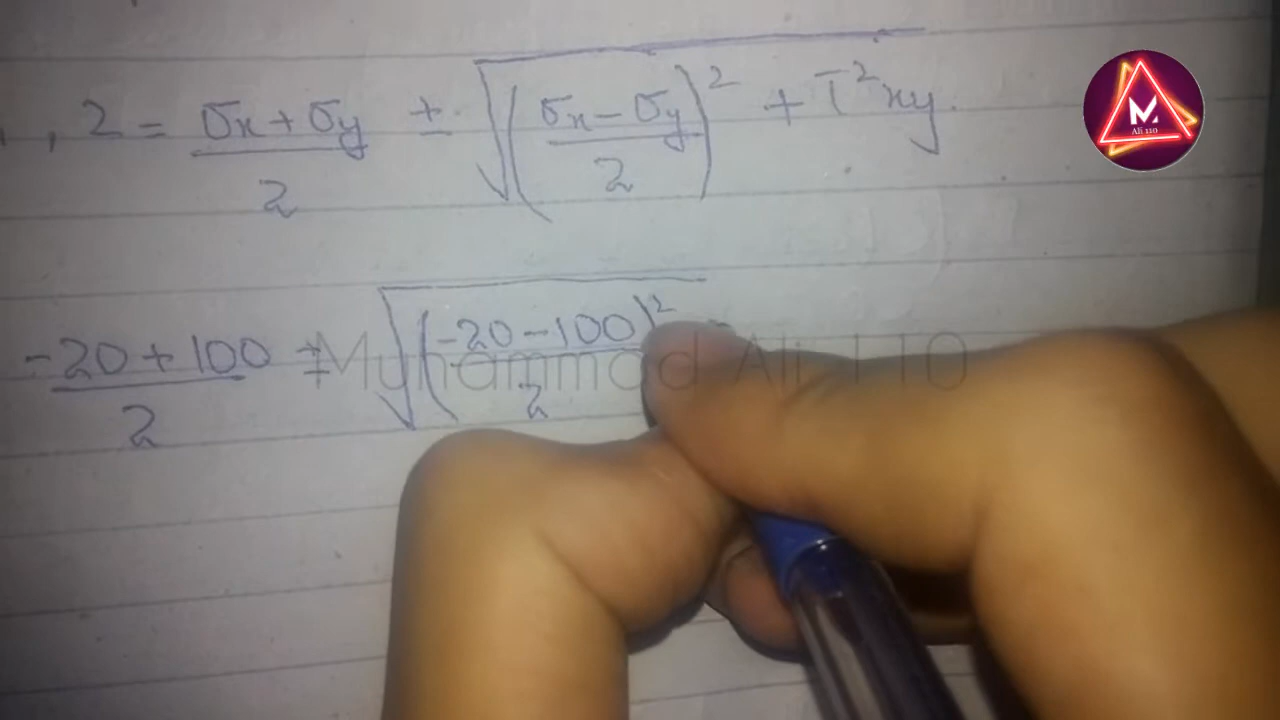 , 2 = σx + σy / 2 ± √((σx − σy / 2)² + τ²xy
-20 + 100 / 2 ± √((-20 - 100 / 2)²
Muhammad Ali 110
M
Ali 110